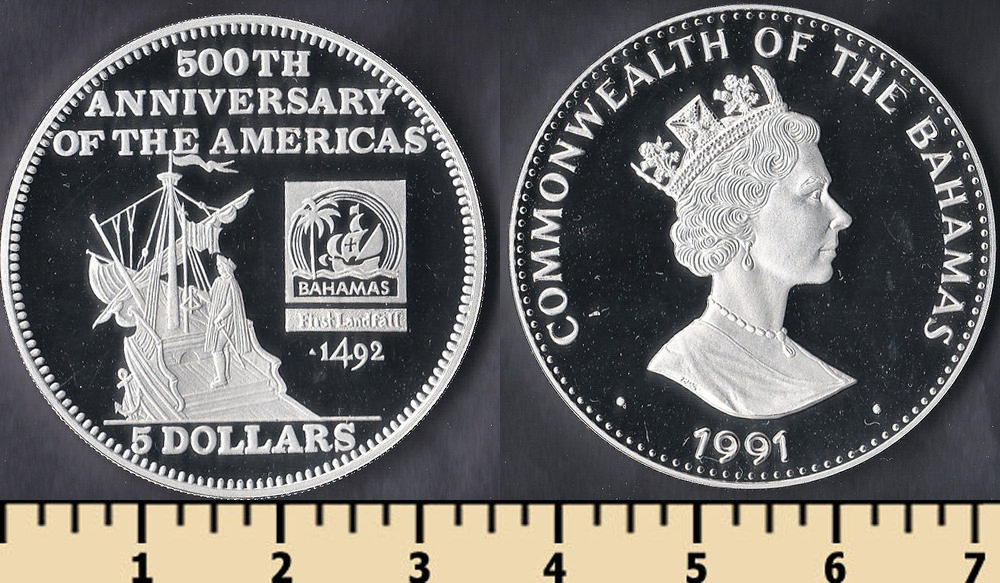 500TH
ANNIVERSARY
OF THE AMERICAS
BAHAMAS
First Landfall
1492
5 DOLLARS
COMMONWEALTH OF THE BAHAMAS
1991
1 2 3 4 5 6 7